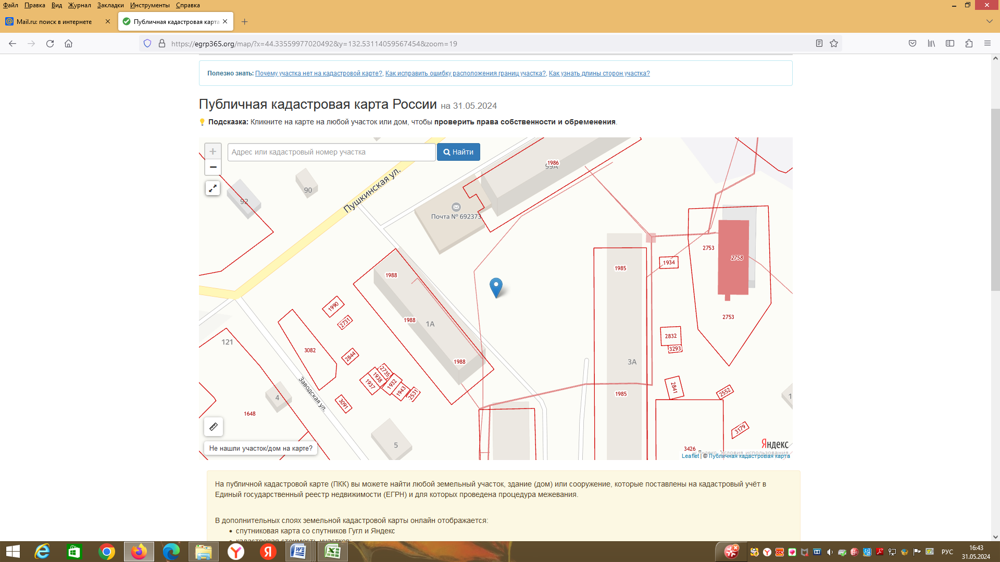 Файл Правка Вид Журнал Закладки Инструменты Справка
Mail.ru: поиск в интернете
Публичная кадастровая карта
https://egrp365.org/map/?x=44.33559977020492&y=132.53114059567454&zoom=19
Полезно знать: Почему участка нет на кадастровой карте?, Как исправить ошибку расположения границ участка?, Как узнать длины сторон участка?
Публичная кадастровая карта России на 31.05.2024
Подсказка: Кликните на карте на любой участок или дом, чтобы проверить права собственности и обременения.
+
Адрес или кадастровый номер участка
Найти
−
1986
99А
Пушкинская ул.
90
92
Почта № 692373
2753
2758
1934
1985
1988
1990
2731
1988
1А
2753
121
2832
3293
3082
2844
1988
3А
2735
1938
1937
1932
1943
2531
2841
2552
1985
4
Заводская ул.
3091
1
1648
3179
5
Не нашли участок/дом на карте?
3426
Яндекс
Яндекс Условия использования
Leaflet | © Публичная кадастровая карта
На публичной кадастровой карте (ПКК) вы можете найти любой земельный участок, здание (дом) или сооружение, которые поставлены на кадастровый учёт в
Единый государственный реестр недвижимости (ЕГРН) и для которых проведена процедура межевания.
В дополнительных слоях земельной кадастровой карты онлайн отображается:
• спутниковая карта со спутников Гугл и Яндекс
• кадастровая стоимость участков;
РУС
16:43
31.05.2024